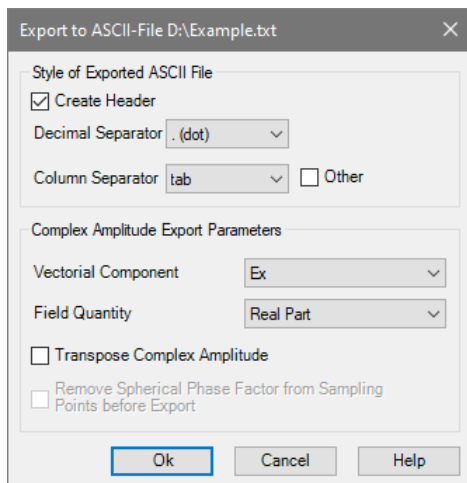 Export to ASCII-File D:\Example.txt
Style of Exported ASCII File
Create Header
Decimal Separator . (dot)
Column Separator tab Other
Complex Amplitude Export Parameters
Vectorial Component Ex
Field Quantity Real Part
Transpose Complex Amplitude
Remove Spherical Phase Factor from Sampling
Points before Export
Ok Cancel Help